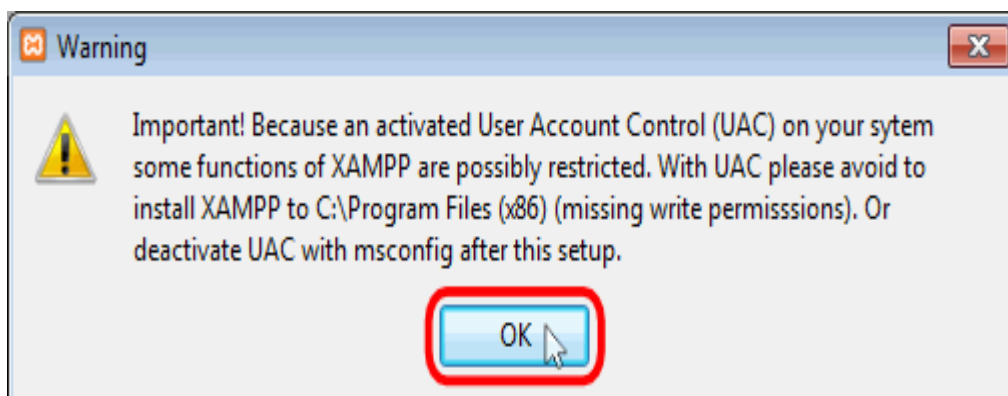 Warning
Important! Because an activated User Account Control (UAC) on your sytem
some functions of XAMPP are possibly restricted. With UAC please avoid to
install XAMPP to C:\Program Files (x86) (missing write permisssions). Or
deactivate UAC with msconfig after this setup.
OK